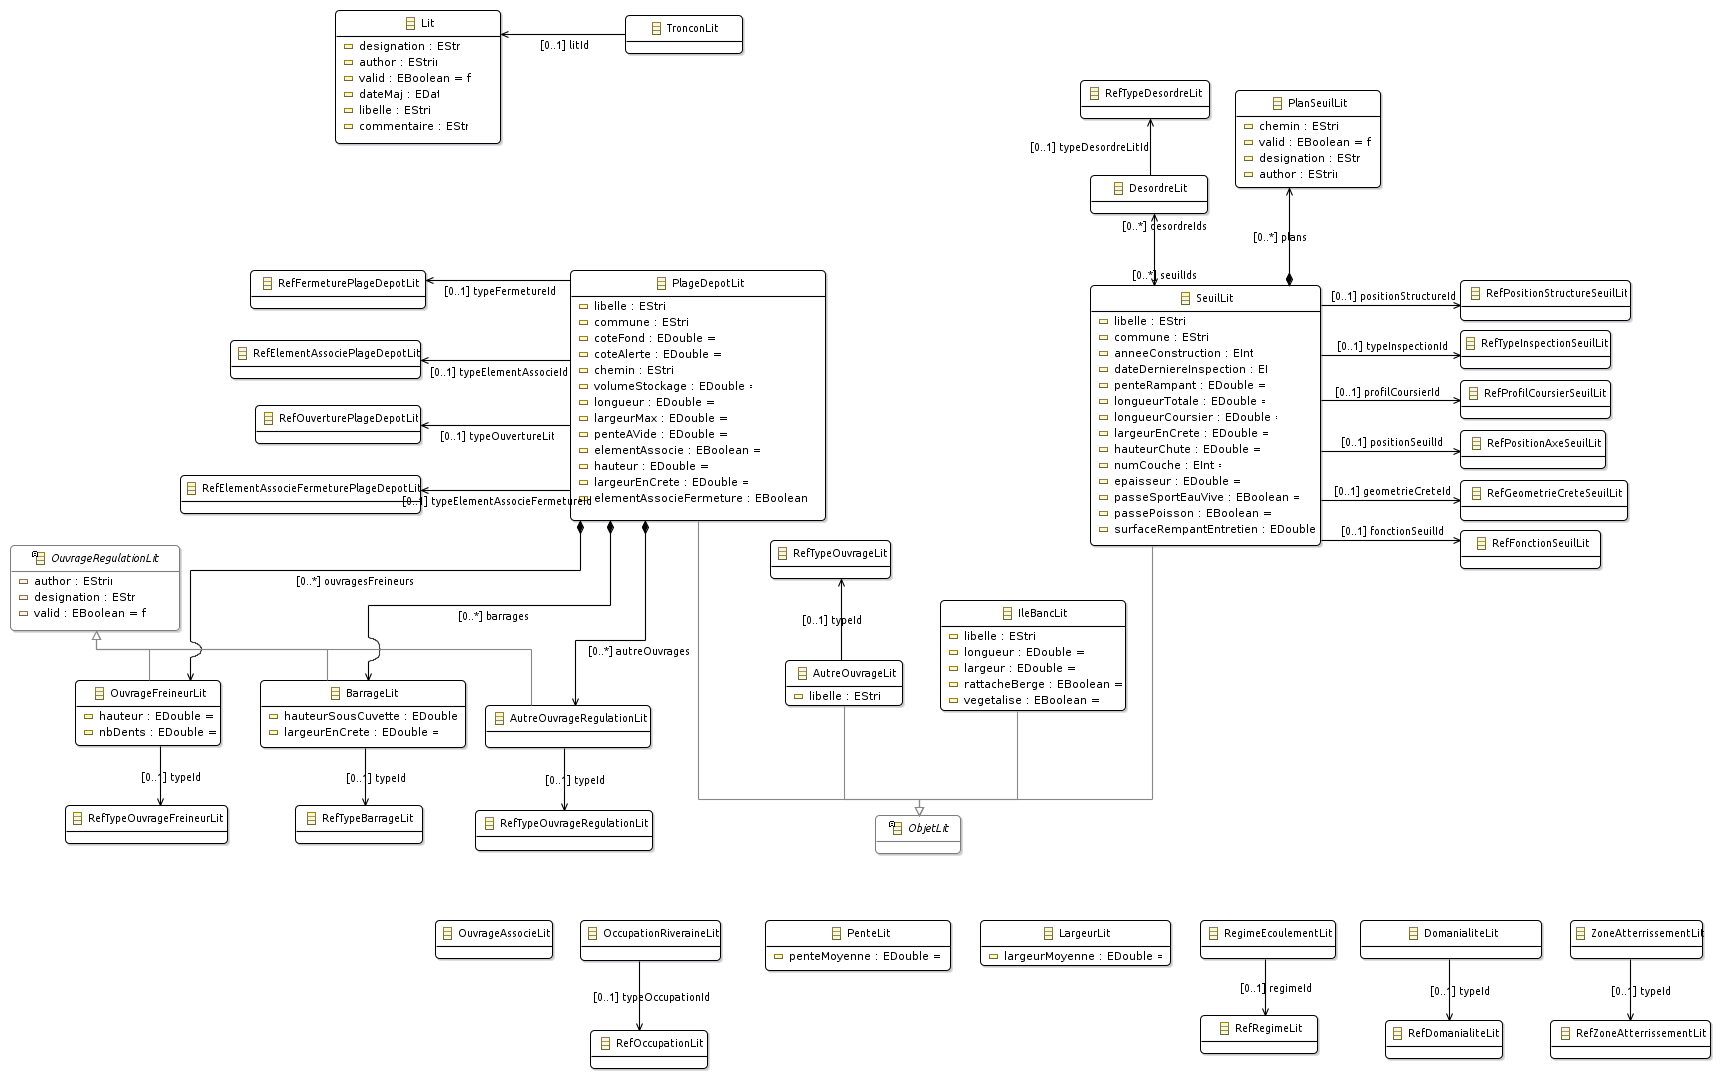 Lit
designation : EStr
author : EStrin
valid : EBoolean = f
dateMaj : EDat
libelle : EStri
commentaire : EStr
[0..1] litId
TronconLit
RefTypeDesordreLit
[0..1] typeDesordreLitId
DesordreLit
[0..*] desordreIds
[0..*] seuilIds
PlanSeuilLit
chemin : EStri
valid : EBoolean = f
designation : EStr
author : EStrin
[0..*] plans
RefFermeturePlageDepotLit
[0..1] typeFermetureId
RefElementAssociePlageDepotLit
[0..1] typeElementAssocieId
RefOuverturePlageDepotLit
[0..1] typeOuvertureLit
RefElementAssocieFermeturePlageDepotLit
[0..1] typeElementAssocieFermetureId
PlageDepotLit
libelle : EStri
commune : EStri
coteFond : EDouble =
coteAlerte : EDouble =
chemin : EStri
volumeStockage : EDouble :
longueur : EDouble =
largeurMax : EDouble =
penteAVide : EDouble =
elementAssocie : EBoolean =
hauteur : EDouble =
largeurEnCrete : EDouble =
elementAssocieFermeture : EBoolean
SeuilLit
libelle : EStri
commune : EStri
anneeConstruction : EInt
dateDerniereInspection : EI
penteRampant : EDouble =
longueurTotale : EDouble =
longueurCoursier : EDouble :
largeurEnCrete : EDouble =
hauteurChute : EDouble =
numCouche : EInt :
epaisseur : EDouble =
passeSportEauVive : EBoolean =
passePoisson : EBoolean =
surfaceRempantEntretien : EDouble
[0..1] positionStructureId
RefPositionStructureSeuilLit
[0..1] typeInspectionId
RefTypeInspectionSeuilLit
[0..1] profilCoursierId
RefProfilCoursierSeuilLit
[0..1] positionSeuilId
RefPositionAxeSeuilLit
[0..1] geometrieCreteId
RefGeometrieCreteSeuilLit
[0..1] fonctionSeuilId
RefFonctionSeuilLit
OuvrageRegulationLit
author : EStrin
designation : EStr
valid : EBoolean = f
[0..*] ouvragesFreineurs
[0..*] barrages
[0..*] autreOuvrages
RefTypeOuvrageLit
[0..1] typeId
AutreOuvrageLit
libelle : EStri
IleBancLit
libelle : EStri
longueur : EDouble =
largeur : EDouble =
rattacheBerge : EBoolean =
vegetalise : EBoolean =
OuvrageFreineurLit
hauteur : EDouble =
nbDents : EDouble =
BarrageLit
hauteurSousCuvette : EDouble
largeurEnCrete : EDouble =
AutreOuvrageRegulationLit
[0..1] typeId
[0..1] typeId
[0..1] typeId
RefTypeOuvrageFreineurLit
RefTypeBarrageLit
RefTypeOuvrageRegulationLit
ObjetLit
OuvrageAssocieLit
OccupationRiveraineLit
PenteLit
penteMoyenne : EDouble =
LargeurLit
largeurMoyenne : EDouble =
RegimeEcoulementLit
DomanialiteLit
ZoneAtterrissementLit
[0..1] typeOccupationId
[0..1] regimeId
[0..1] typeId
[0..1] typeId
RefOccupationLit
RefRegimeLit
RefDomanialiteLit
RefZoneAtterrissementLit